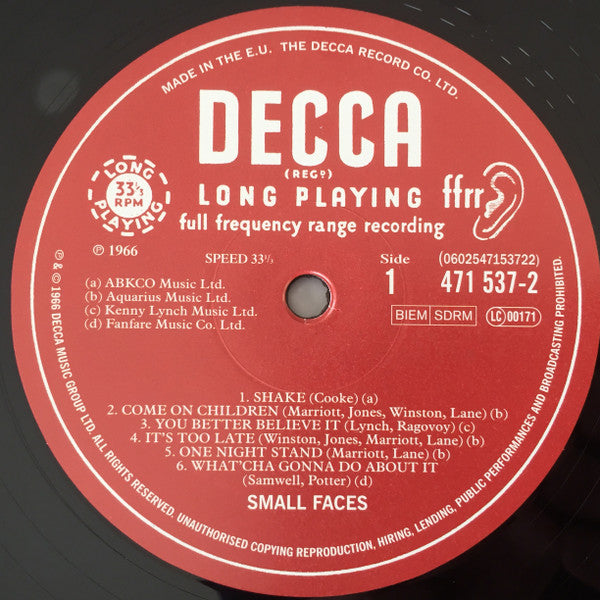 MADE IN THE E.U. THE DECCA RECORD CO. LTD.
DECCA
(REGD)
LONG PLAYING
ffrr
full frequency range recording
LONG PLAYING
33⅓
RPM
℗ 1966
SPEED 33⅓
Side
1
(0602547153722)
471 537-2
BIEM SDRM
LC 00171
(a) ABKCO Music Ltd.
(b) Aquarius Music Ltd.
(c) Kenny Lynch Music Ltd.
(d) Fanfare Music Co. Ltd.
1. SHAKE (Cooke) (a)
2. COME ON CHILDREN (Marriott, Jones, Winston, Lane) (b)
3. YOU BETTER BELIEVE IT (Lynch, Ragovoy) (c)
4. IT'S TOO LATE (Winston, Jones, Marriott, Lane) (b)
5. ONE NIGHT STAND (Marriott, Lane) (b)
6. WHAT'CHA GONNA DO ABOUT IT
(Samwell, Potter) (d)
SMALL FACES
℗ & © 1966 DECCA MUSIC GROUP LTD. ALL RIGHTS RESERVED. UNAUTHORISED COPYING REPRODUCTION, HIRING, LENDING, PUBLIC PERFORMANCES AND BROADCASTING PROHIBITED.